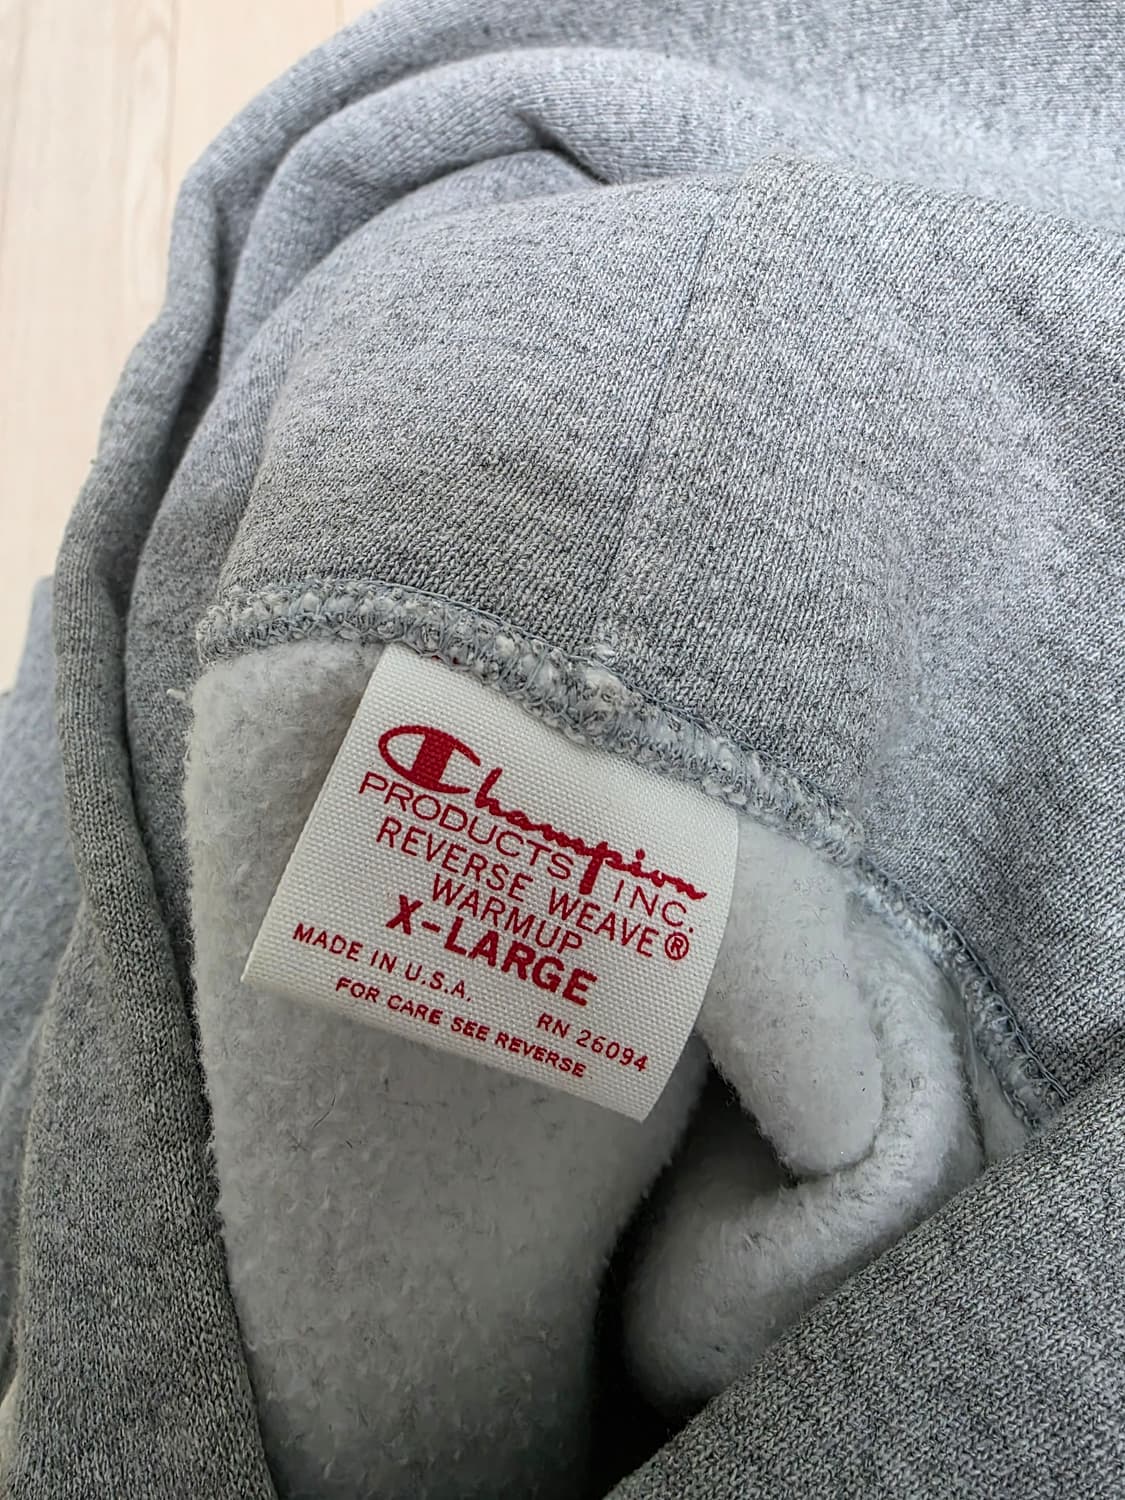 Champion
PRODUCTS INC.
REVERSE WEAVE®
WARMUP
X-LARGE
MADE IN U.S.A.
RN 26094
FOR CARE SEE REVERSE